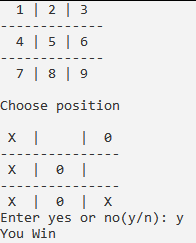 1 | 2 | 3
--------------
4 | 5 | 6
--------------
7 | 8 | 9
Choose position
X |   | 0
--------------
X | 0 |
--------------
X | 0 | X
Enter yes or no(y/n): y
You Win